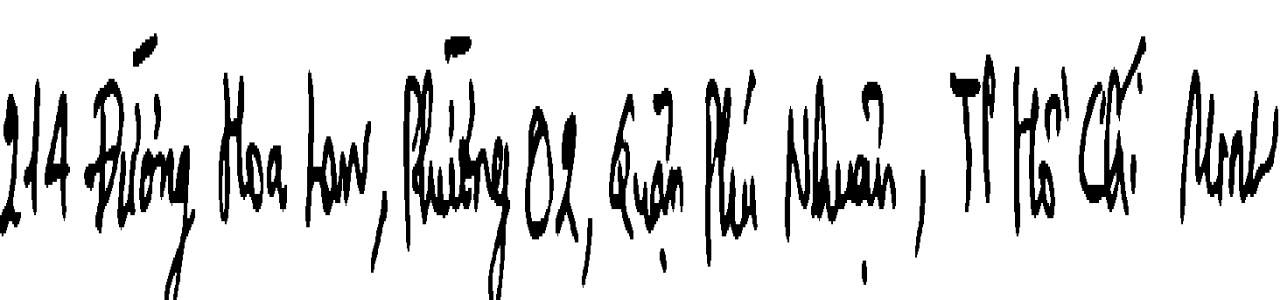 214 Đường Hoa Lan, Phường 02, Quận Phú Nhuận, TP Hồ Chí Minh